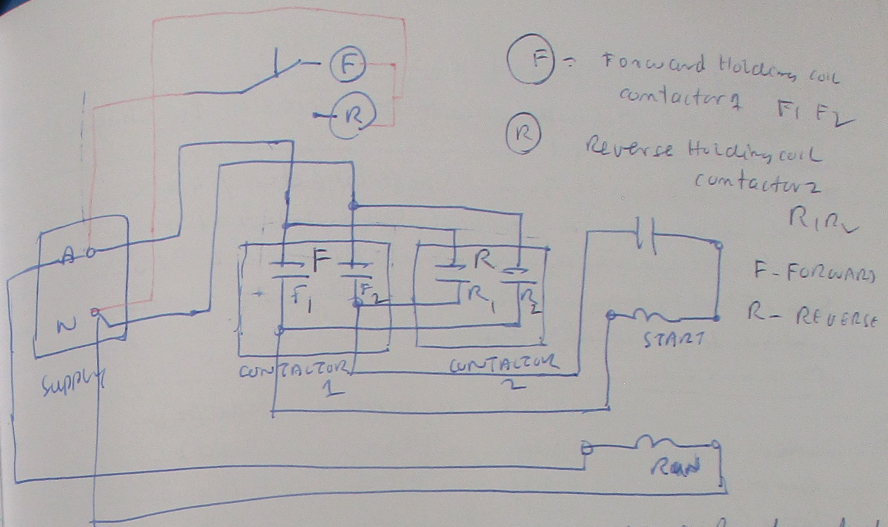 F
R
F = Forward Holding coil
contactor 1 F1 F2
R Reverse Holding coil
contactor 2
R1 R2
F - FORWARD
R - REVERSE
A
N
Supply
F
F1 F2
R
R1 R2
CONTACTOR
1
CONTACTOR
2
START
RUN